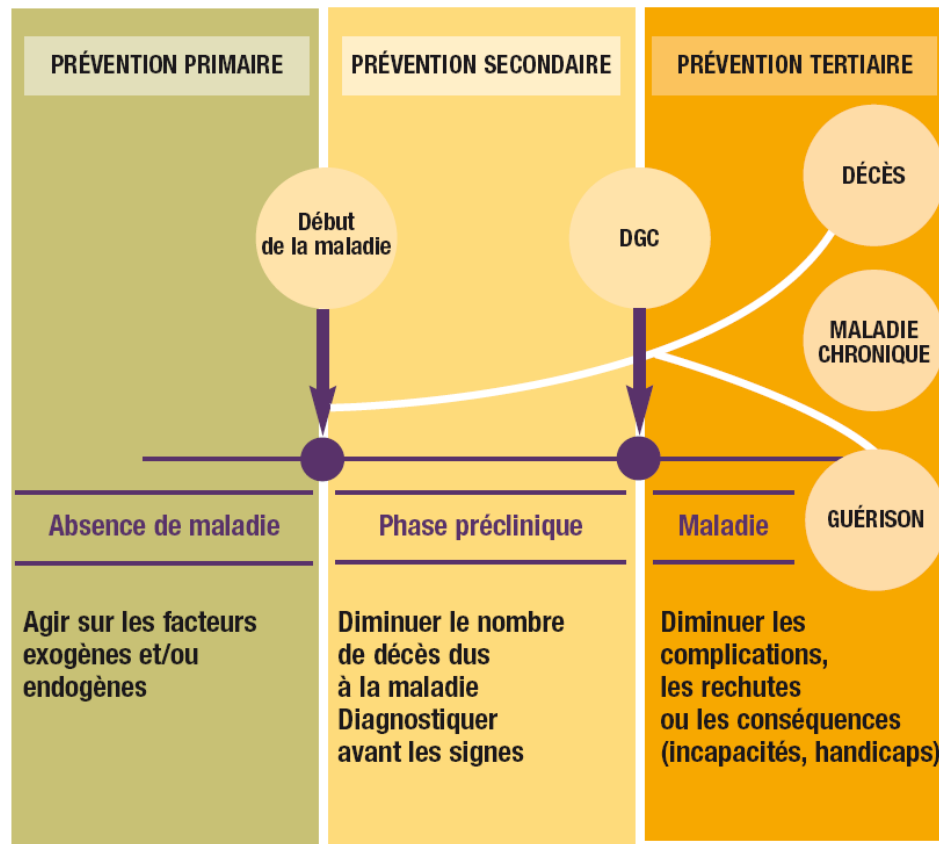 PRÉVENTION PRIMAIRE
PRÉVENTION SECONDAIRE
PRÉVENTION TERTIAIRE
Début
de la maladie
DGC
DÉCÈS
MALADIE
CHRONIQUE
GUÉRISON
Absence de maladie
Phase préclinique
Maladie
Agir sur les facteurs
exogènes et/ou
endogènes
Diminuer le nombre
de décès dus
à la maladie
Diagnostiquer
avant les signes
Diminuer les
complications,
les rechutes
ou les conséquences
(incapacités, handicaps)